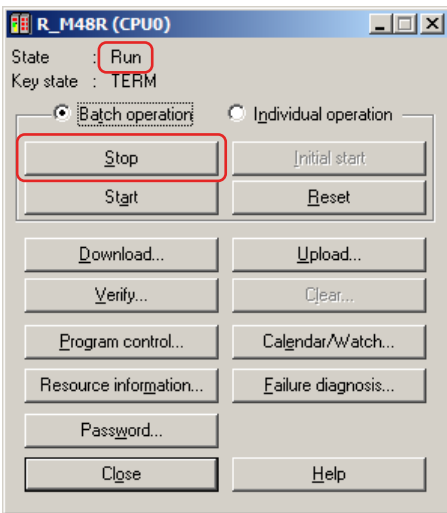 R_M48R (CPU0)
State : Run
Key state : TERM
Batch operation Individual operation
Stop Initial start
Start Reset
Download... Upload...
Verify... Clear...
Program control... Calendar/Watch...
Resource information... Failure diagnosis...
Password...
Close Help